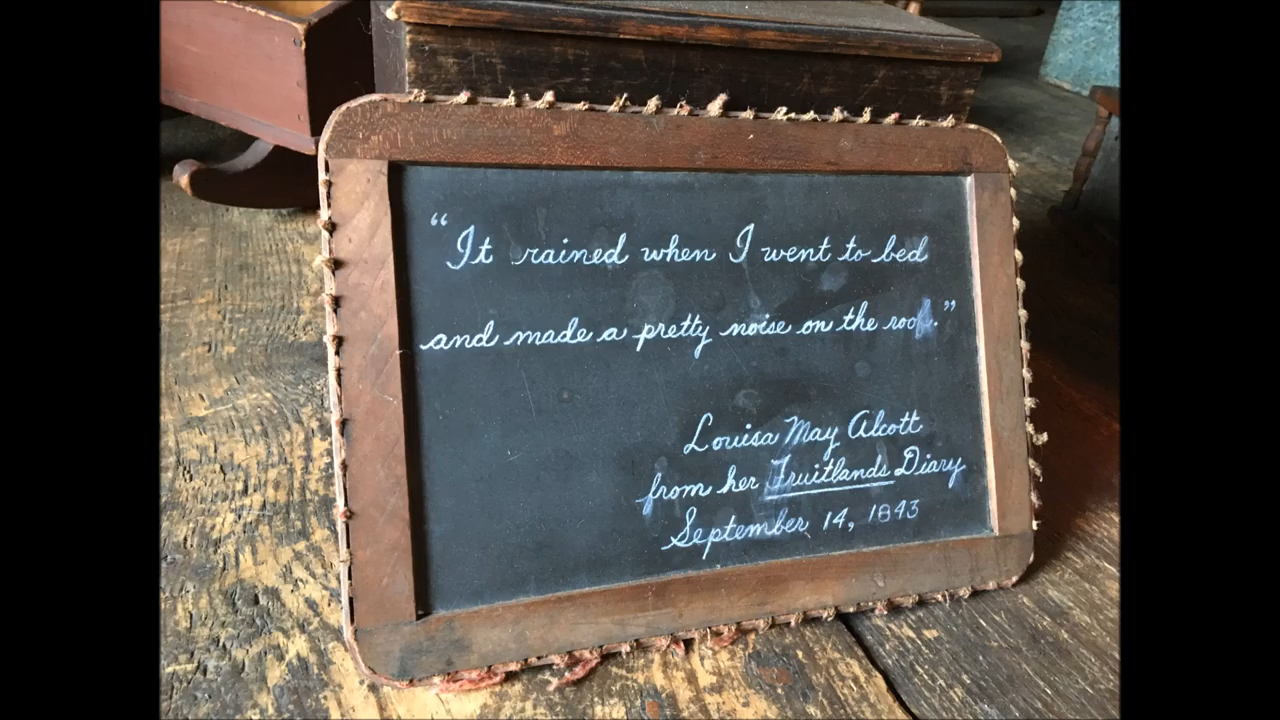 “It rained when I went to bed
and made a pretty noise on the roof.”
Louisa May Alcott
from her Fruitlands Diary
September 14, 1843